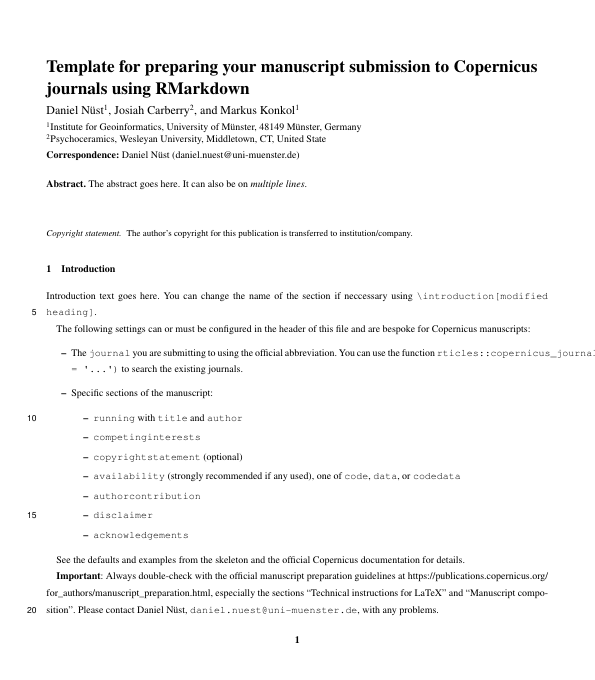 Template for preparing your manuscript submission to Copernicus
journals using RMarkdown
Daniel Nüst1, Josiah Carberry2, and Markus Konkol1
1Institute for Geoinformatics, University of Münster, 48149 Münster, Germany
2Psychoceramics, Wesleyan University, Middletown, CT, United State
Correspondence: Daniel Nüst (daniel.nuest@uni-muenster.de)
Abstract. The abstract goes here. It can also be on multiple lines.
Copyright statement. The author's copyright for this publication is transferred to institution/company.
1 Introduction
Introduction text goes here. You can change the name of the section if neccessary using \introduction[modified
5 heading].
The following settings can or must be configured in the header of this file and are bespoke for Copernicus manuscripts:
– The journal you are submitting to using the official abbreviation. You can use the function rticles::copernicus_journal
= '...') to search the existing journals.
– Specific sections of the manuscript:
10 – running with title and author
– competinginterests
– copyrightstatement (optional)
– availability (strongly recommended if any used), one of code, data, or codedata
– authorcontribution
15 – disclaimer
– acknowledgements
See the defaults and examples from the skeleton and the official Copernicus documentation for details.
Important: Always double-check with the official manuscript preparation guidelines at https://publications.copernicus.org/
for_authors/manuscript_preparation.html, especially the sections “Technical instructions for LaTeX” and “Manuscript compo-
20 sition”. Please contact Daniel Nüst, daniel.nuest@uni-muenster.de, with any problems.
1